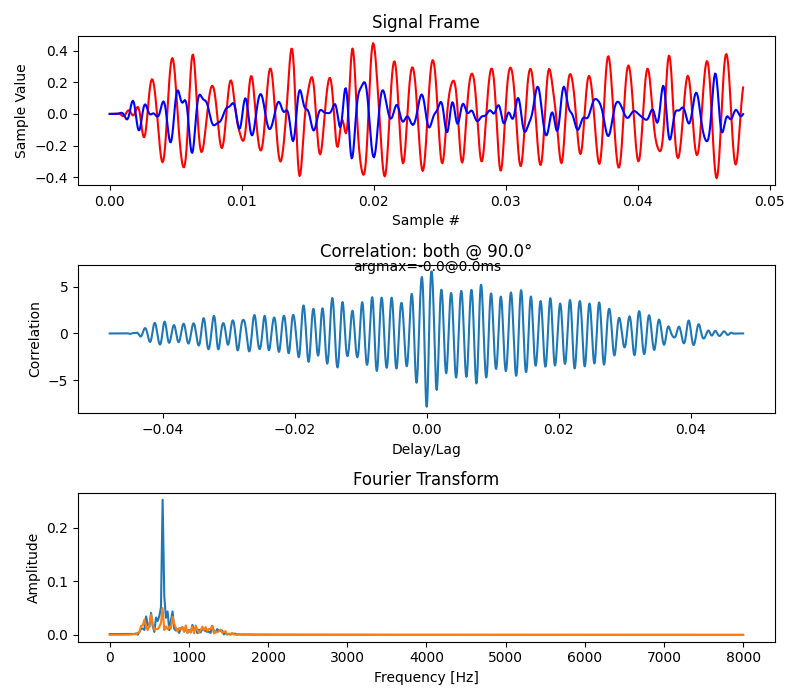 Signal Frame
Sample Value
0.4
0.2
0.0
−0.2
−0.4
0.00 0.01 0.02 0.03 0.04 0.05
Sample #
Correlation: both @ 90.0°
argmax=-0.0@0.0ms
Correlation
5
0
−5
−0.04 −0.02 0.00 0.02 0.04
Delay/Lag
Fourier Transform
Amplitude
0.2
0.1
0.0
0 1000 2000 3000 4000 5000 6000 7000 8000
Frequency [Hz]